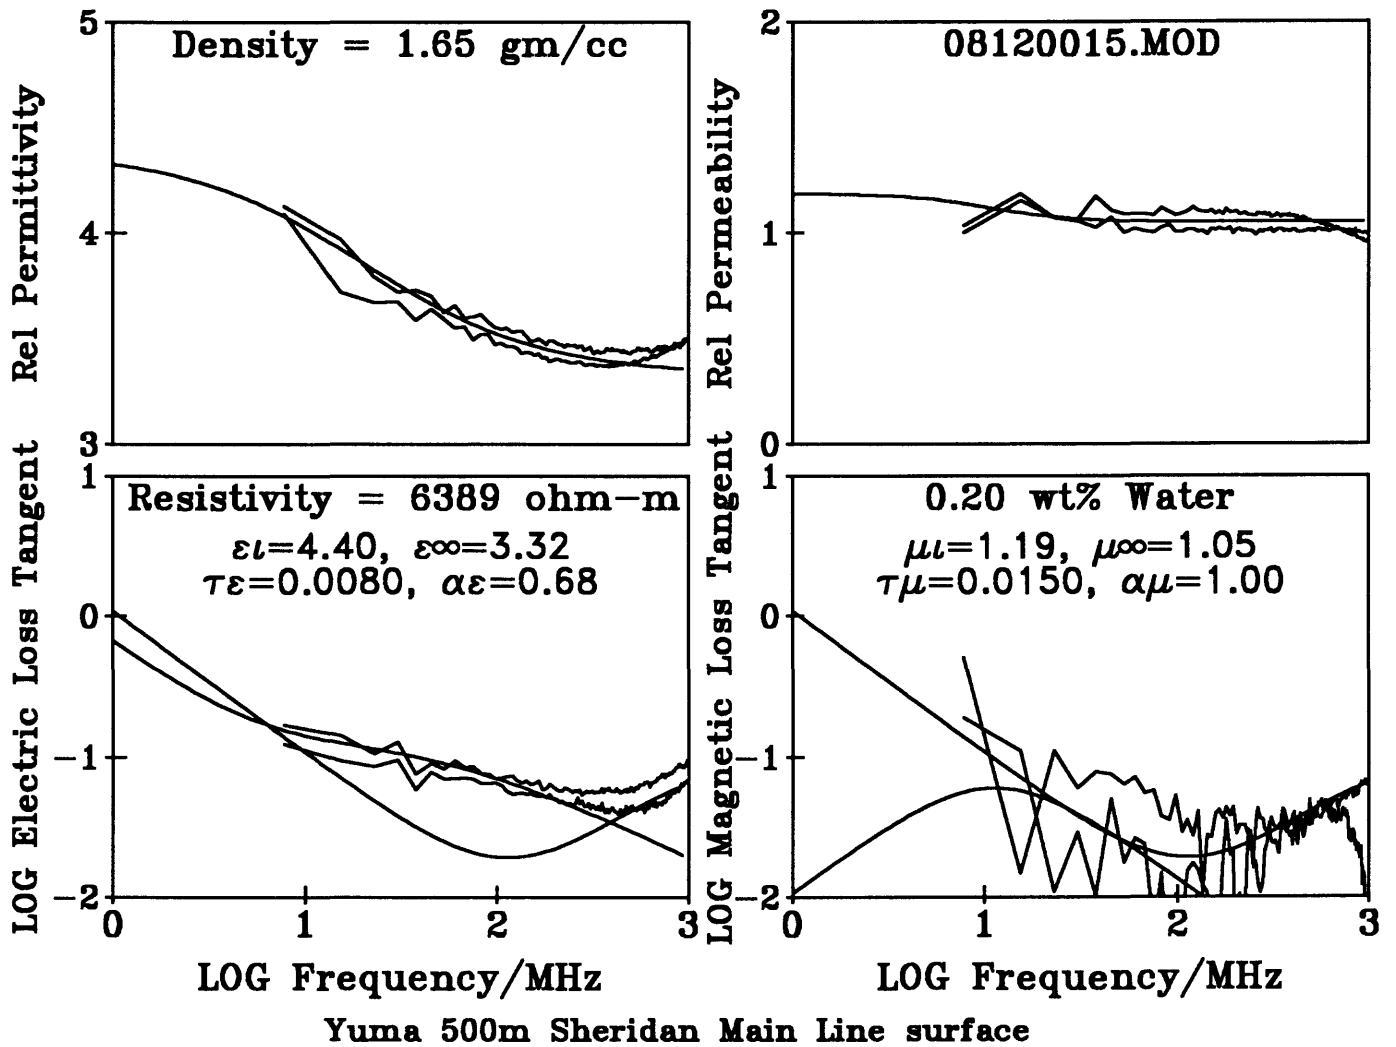 5
4
3
Rel Permittivity
Density = 1.65 gm/cc
2
1
0
Rel Permeability
08120015.MOD
1
0
-1
-2
LOG Electric Loss Tangent
Resistivity = 6389 ohm-m
ει=4.40, ε∞=3.32
τε=0.0080, αε=0.68
0 1 2 3
LOG Frequency/MHz
1
0
-1
-2
LOG Magnetic Loss Tangent
0.20 wt% Water
μι=1.19, μ∞=1.05
τμ=0.0150, αμ=1.00
0 1 2 3
LOG Frequency/MHz
Yuma 500m Sheridan Main Line surface